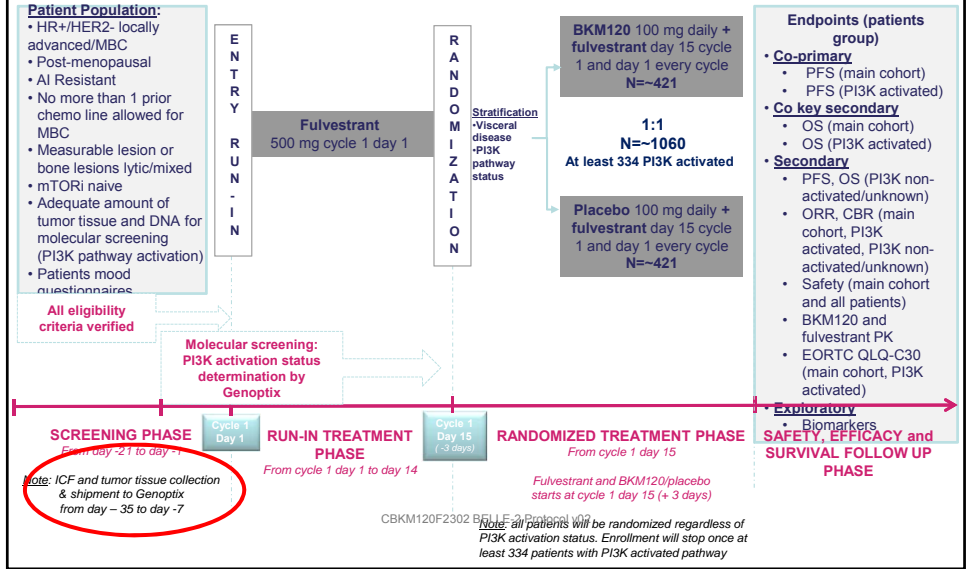 Patient Population:
• HR+/HER2- locally
advanced/MBC
• Post-menopausal
• AI Resistant
• No more than 1 prior
chemo line allowed for
MBC
• Measurable lesion or
bone lesions lytic/mixed
• mTORi naive
• Adequate amount of
tumor tissue and DNA for
molecular screening
(PI3K pathway activation)
• Patients mood
questionnaires
All eligibility
criteria verified
E
N
T
R
Y
R
U
N
-
I
N
Fulvestrant
500 mg cycle 1 day 1
Molecular screening:
PI3K activation status
determination by
Genoptix
R
A
N
D
O
M
I
Z
A
T
I
O
N
Stratification
•Visceral
disease
•PI3K
pathway
status
BKM120 100 mg daily +
fulvestrant day 15 cycle
1 and day 1 every cycle
N=~421
1:1
N=~1060
At least 334 PI3K activated
Placebo 100 mg daily +
fulvestrant day 15 cycle
1 and day 1 every cycle
N=~421
Endpoints (patients
group)
• Co-primary
• PFS (main cohort)
• PFS (PI3K activated)
• Co key secondary
• OS (main cohort)
• OS (PI3K activated)
• Secondary
• PFS, OS (PI3K non-
activated/unknown)
• ORR, CBR (main
cohort, PI3K
activated, PI3K non-
activated/unknown)
• Safety (main cohort
and all patients)
• BKM120 and
fulvestrant PK
• EORTC QLQ-C30
(main cohort, PI3K
activated)
• Exploratory
• Biomarkers
SCREENING PHASE
From day -21 to day -1
Note: ICF and tumor tissue collection
& shipment to Genoptix
from day – 35 to day -7
Cycle 1
Day 1
RUN-IN TREATMENT
PHASE
From cycle 1 day 1 to day 14
Cycle 1
Day 15
(-3 days)
RANDOMIZED TREATMENT PHASE
From cycle 1 day 15
Fulvestrant and BKM120/placebo
starts at cycle 1 day 15 (+ 3 days)
SAFETY, EFFICACY and
SURVIVAL FOLLOW UP
PHASE
CBKM120F2302 BELLE-2 Protocol v02
Note: all patients will be randomized regardless of
PI3K activation status. Enrollment will stop once at
least 334 patients with PI3K activated pathway